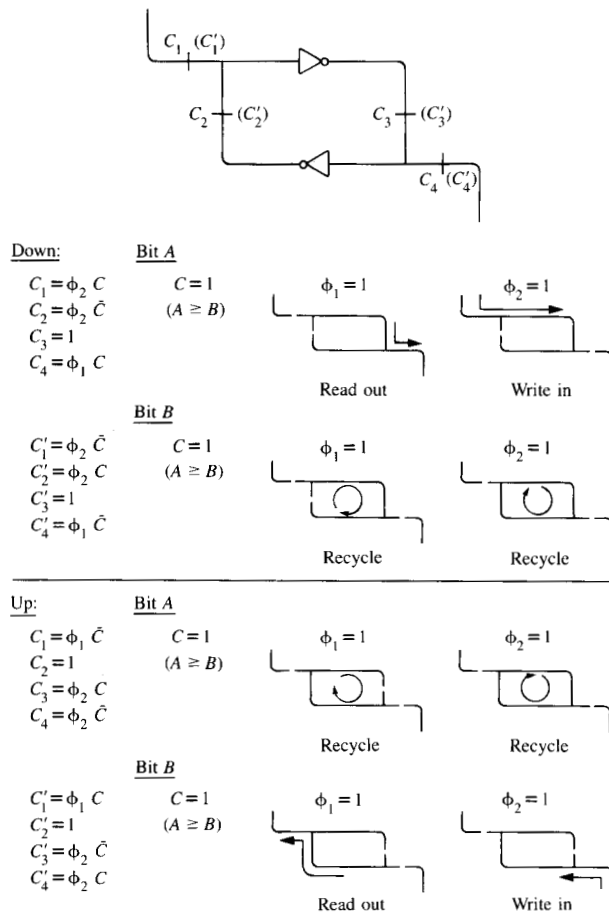 C₁ (C′₁)
C₂ (C′₂) C₃ (C′₃)
C₄ (C′₄)
Down: Bit A
C₁ = ϕ₂ C C = 1 ϕ₁ = 1 ϕ₂ = 1
C₂ = ϕ₂ C̄ (A ≥ B)
C₃ = 1
C₄ = ϕ₁ C
Read out Write in
Bit B
C′₁ = ϕ₂ C̄ C = 1 ϕ₁ = 1 ϕ₂ = 1
C′₂ = ϕ₂ C (A ≥ B)
C′₃ = 1
C′₄ = ϕ₁ C̄
Recycle Recycle
Up: Bit A
C₁ = ϕ₁ C̄ C = 1 ϕ₁ = 1 ϕ₂ = 1
C₂ = 1 (A ≥ B)
C₃ = ϕ₂ C
C₄ = ϕ₂ C̄
Recycle Recycle
Bit B
C′₁ = ϕ₁ C C = 1 ϕ₁ = 1 ϕ₂ = 1
C′₂ = 1 (A ≥ B)
C′₃ = ϕ₂ C̄
C′₄ = ϕ₂ C
Read out Write in